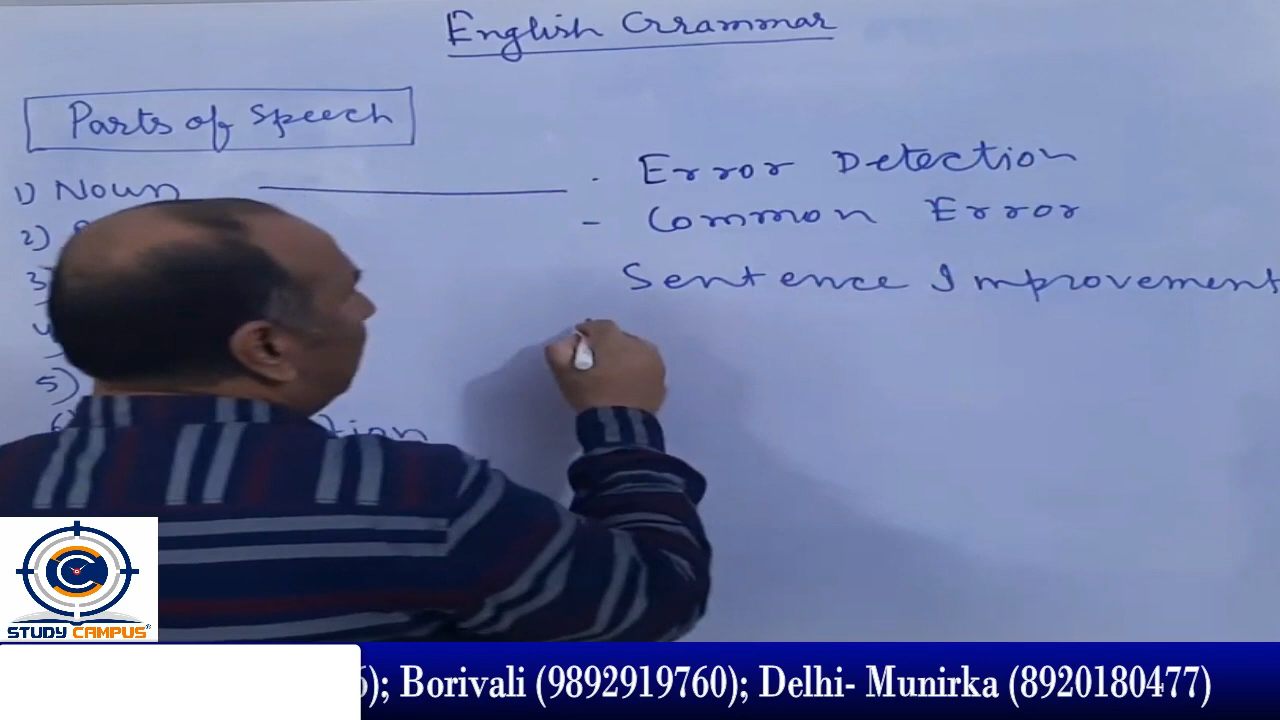 English Grammar
Parts of Speech
1) Noun
- Error Detection
2)
- Common Error
3)
Sentence Improvement
5)
STUDY CAMPUS®
); Borivali (9892919760); Delhi- Munirka (8920180477)